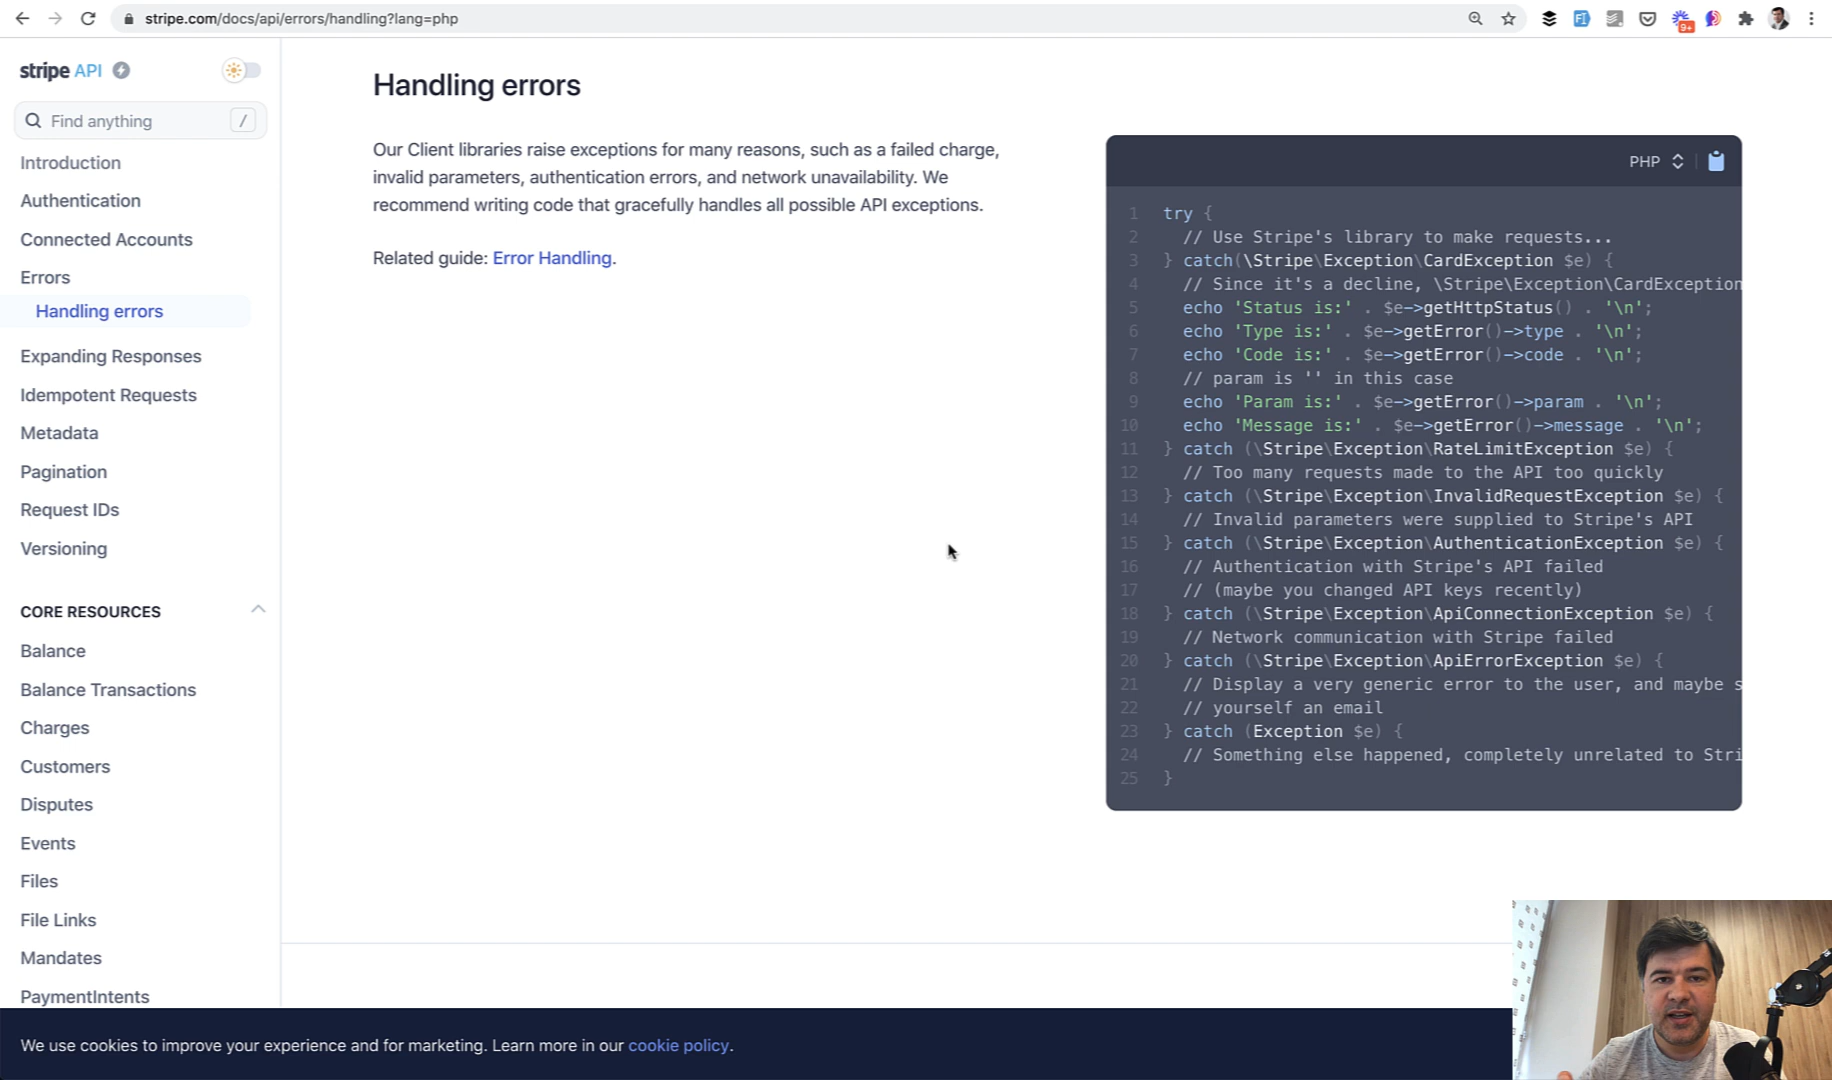 stripe.com/docs/api/errors/handling?lang=php
9+
stripe API
Find anything /
Introduction
Authentication
Connected Accounts
Errors
Handling errors
Expanding Responses
Idempotent Requests
Metadata
Pagination
Request IDs
Versioning
CORE RESOURCES
Balance
Balance Transactions
Charges
Customers
Disputes
Events
Files
File Links
Mandates
PaymentIntents
Handling errors
Our Client libraries raise exceptions for many reasons, such as a failed charge,
invalid parameters, authentication errors, and network unavailability. We
recommend writing code that gracefully handles all possible API exceptions.
Related guide: Error Handling.
PHP
1 try {
2 // Use Stripe's library to make requests...
3 } catch(\Stripe\Exception\CardException $e) {
4 // Since it's a decline, \Stripe\Exception\CardException
5 echo 'Status is:' . $e->getHttpStatus() . '\n';
6 echo 'Type is:' . $e->getError()->type . '\n';
7 echo 'Code is:' . $e->getError()->code . '\n';
8 // param is '' in this case
9 echo 'Param is:' . $e->getError()->param . '\n';
10 echo 'Message is:' . $e->getError()->message . '\n';
11 } catch (\Stripe\Exception\RateLimitException $e) {
12 // Too many requests made to the API too quickly
13 } catch (\Stripe\Exception\InvalidRequestException $e) {
14 // Invalid parameters were supplied to Stripe's API
15 } catch (\Stripe\Exception\AuthenticationException $e) {
16 // Authentication with Stripe's API failed
17 // (maybe you changed API keys recently)
18 } catch (\Stripe\Exception\ApiConnectionException $e) {
19 // Network communication with Stripe failed
20 } catch (\Stripe\Exception\ApiErrorException $e) {
21 // Display a very generic error to the user, and maybe s
22 // yourself an email
23 } catch (Exception $e) {
24 // Something else happened, completely unrelated to Stri
25 }
We use cookies to improve your experience and for marketing. Learn more in our cookie policy.